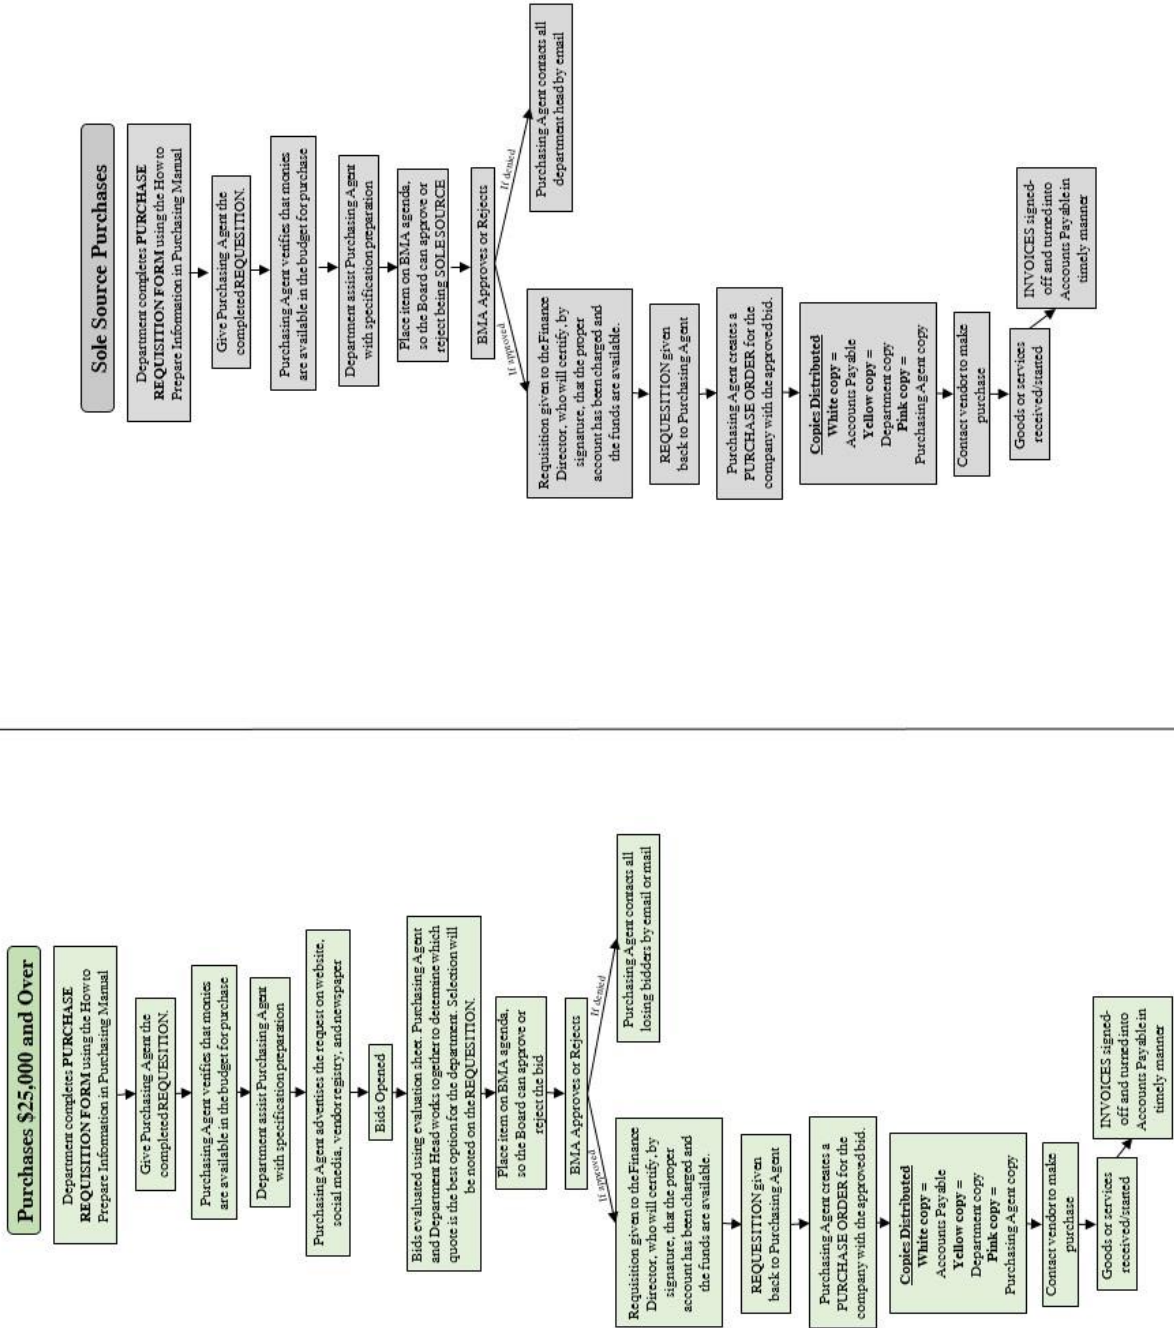 Purchases $25,000 and Over
Department completes PURCHASE
REQUISITION FORM using the How to
Prepare Information in Purchasing Manual
Give Purchasing Agent the
completed REQUESITION.
Purchasing Agent verifies that monies
are available in the budget for purchase
Department assist Purchasing Agent
with specification preparation
Purchasing Agent advertises the request on website,
social media, vendor registry, and newspaper
Bids Opened
Bids evaluated using evaluation sheet. Purchasing Agent
and Department Head works together to determine which
quote is the best option for the department. Selection will
be noted on the REQUESITION.
Place item on BMA agenda,
so the Board can approve or
reject the bid
BMA Approves or Rejects
If approved
If denied
Requisition given to the Finance
Director, who will certify, by
signature, that the proper
account has been charged and
the funds are available.
Purchasing Agent contacts all
losing bidders by email or mail
REQUESITION given
back to Purchasing Agent
Purchasing Agent creates a
PURCHASE ORDER for the
company with the approved bid.
Copies Distributed
White copy =
Accounts Payable
Yellow copy =
Department copy
Pink copy =
Purchasing Agent copy
Contact vendor to make
purchase
Goods or services
received/started
INVOICES signed-
off and turned into
Accounts Payable in
timely manner
Sole Source Purchases
Department completes PURCHASE
REQUISITION FORM using the How to
Prepare Information in Purchasing Manual
Give Purchasing Agent the
completed REQUESITION.
Purchasing Agent verifies that monies
are available in the budget for purchase
Department assist Purchasing Agent
with specification preparation
Place item on BMA agenda,
so the Board can approve or
reject being SOLE SOURCE
BMA Approves or Rejects
If approved
If denied
Requisition given to the Finance
Director, who will certify, by
signature, that the proper
account has been charged and
the funds are available.
Purchasing Agent contacts all
department head by email
REQUESITION given
back to Purchasing Agent
Purchasing Agent creates a
PURCHASE ORDER for the
company with the approved bid.
Copies Distributed
White copy =
Accounts Payable
Yellow copy =
Department copy
Pink copy =
Purchasing Agent copy
Contact vendor to make
purchase
Goods or services
received/started
INVOICES signed-
off and turned into
Accounts Payable in
timely manner